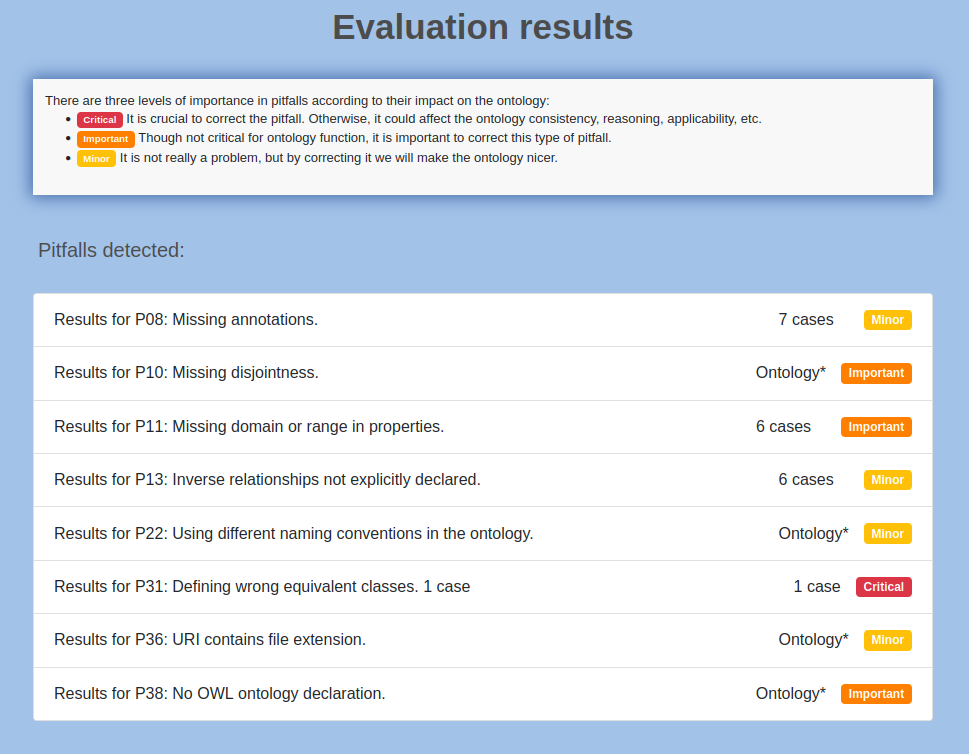 Evaluation results
There are three levels of importance in pitfalls according to their impact on the ontology:
• Critical It is crucial to correct the pitfall. Otherwise, it could affect the ontology consistency, reasoning, applicability, etc.
• Important Though not critical for ontology function, it is important to correct this type of pitfall.
• Minor It is not really a problem, but by correcting it we will make the ontology nicer.
Pitfalls detected:
Results for P08: Missing annotations. 7 cases Minor
Results for P10: Missing disjointness. Ontology* Important
Results for P11: Missing domain or range in properties. 6 cases Important
Results for P13: Inverse relationships not explicitly declared. 6 cases Minor
Results for P22: Using different naming conventions in the ontology. Ontology* Minor
Results for P31: Defining wrong equivalent classes. 1 case 1 case Critical
Results for P36: URI contains file extension. Ontology* Minor
Results for P38: No OWL ontology declaration. Ontology* Important